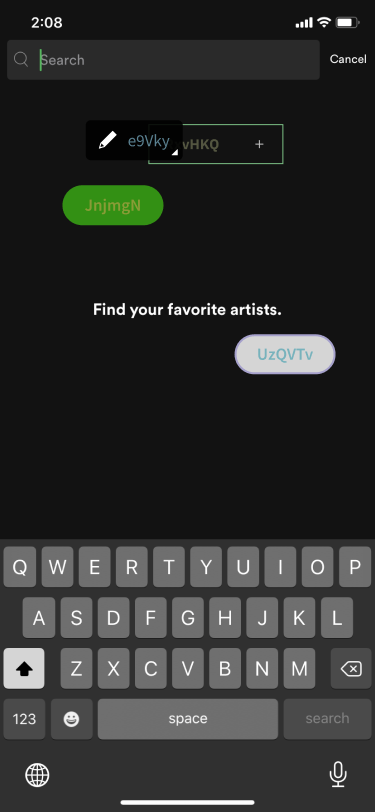 2:08
Search
Cancel
e9Vky
vHKQ +
JnjmgN
Find your favorite artists.
UzQVTv
Q W E R T Y U I O P
A S D F G H J K L
Z X C V B N M
123 space search